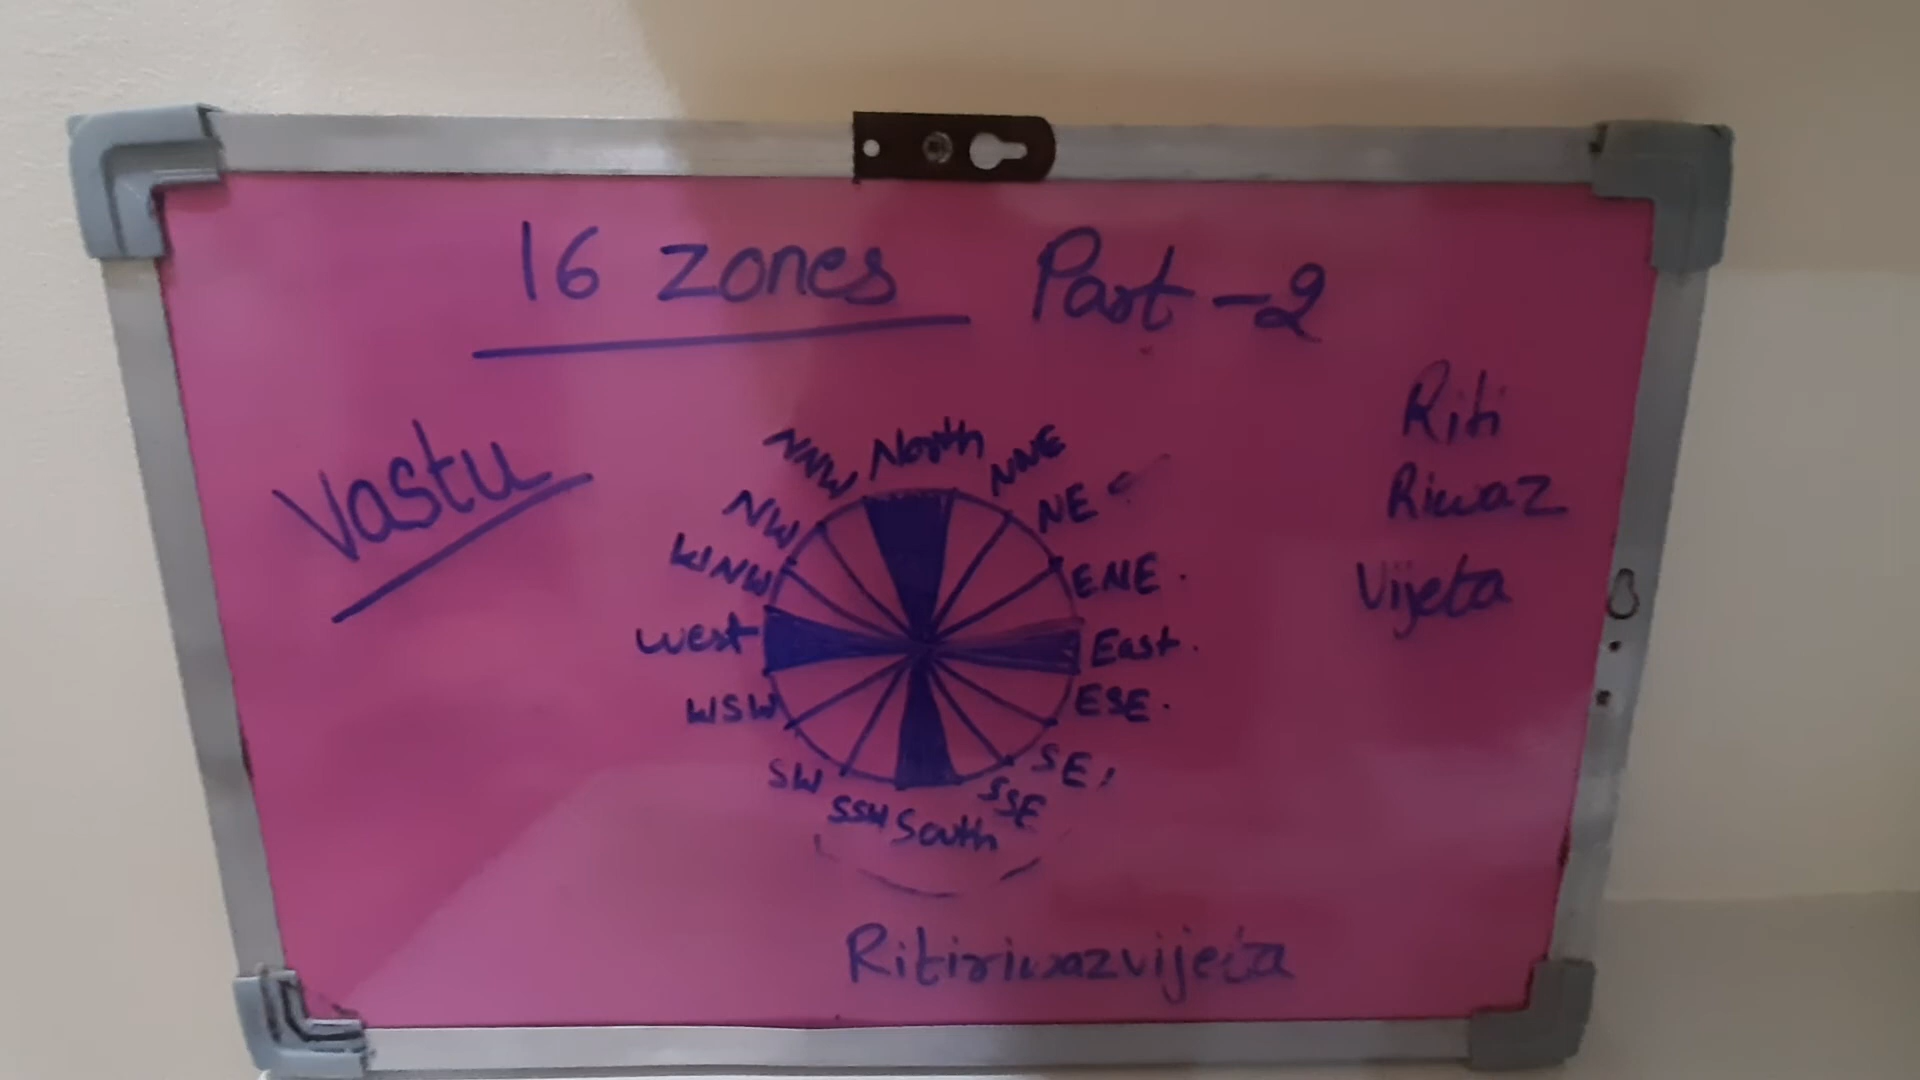 16 zones Part-2
Vastu
Riti
Riwaz
Vijeta
North
NNE
NE
ENE.
East.
ESE.
SE,
SSE
South
SSW
SW
WSW
West
WNW
NW
NNW
Ritiriwazvijeta